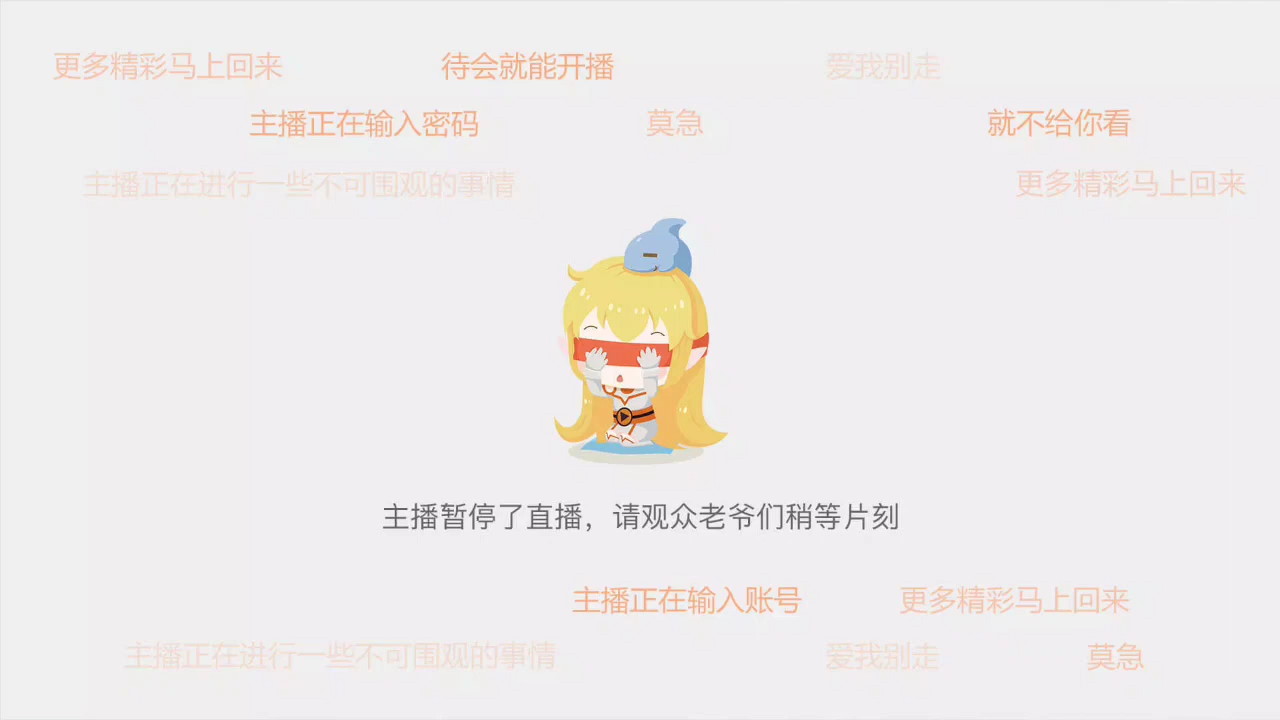 更多精彩马上回来
待会就能开播
爱我别走
主播正在输入密码
莫急
就不给你看
主播正在进行一些不可围观的事情
更多精彩马上回来
主播暂停了直播，请观众老爷们稍等片刻
主播正在输入账号
更多精彩马上回来
主播正在进行一些不可围观的事情
爱我别走
莫急